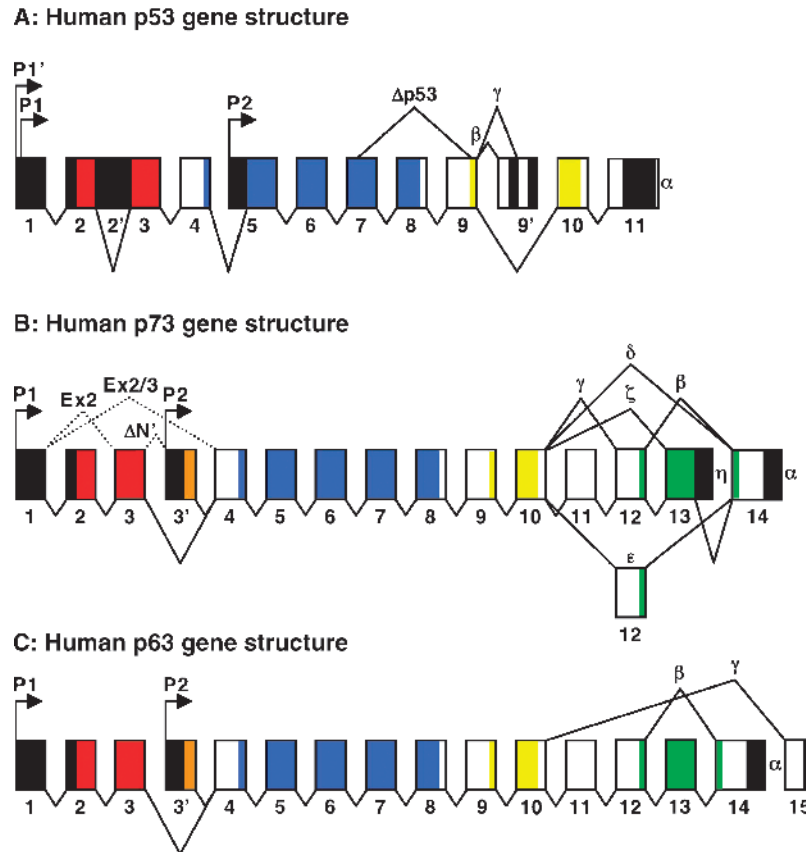 A: Human p53 gene structure
P1'
P1
P2
Δp53
β
γ
α
1 2 2' 3 4 5 6 7 8 9 9' 10 11
B: Human p73 gene structure
P1
Ex2
Ex2/3
ΔN'
P2
δ
γ
ζ
β
η
α
1 2 3 3' 4 5 6 7 8 9 10 11 12 13 14
ε
12
C: Human p63 gene structure
P1
P2
γ
β
α
1 2 3 3' 4 5 6 7 8 9 10 11 12 13 14 15